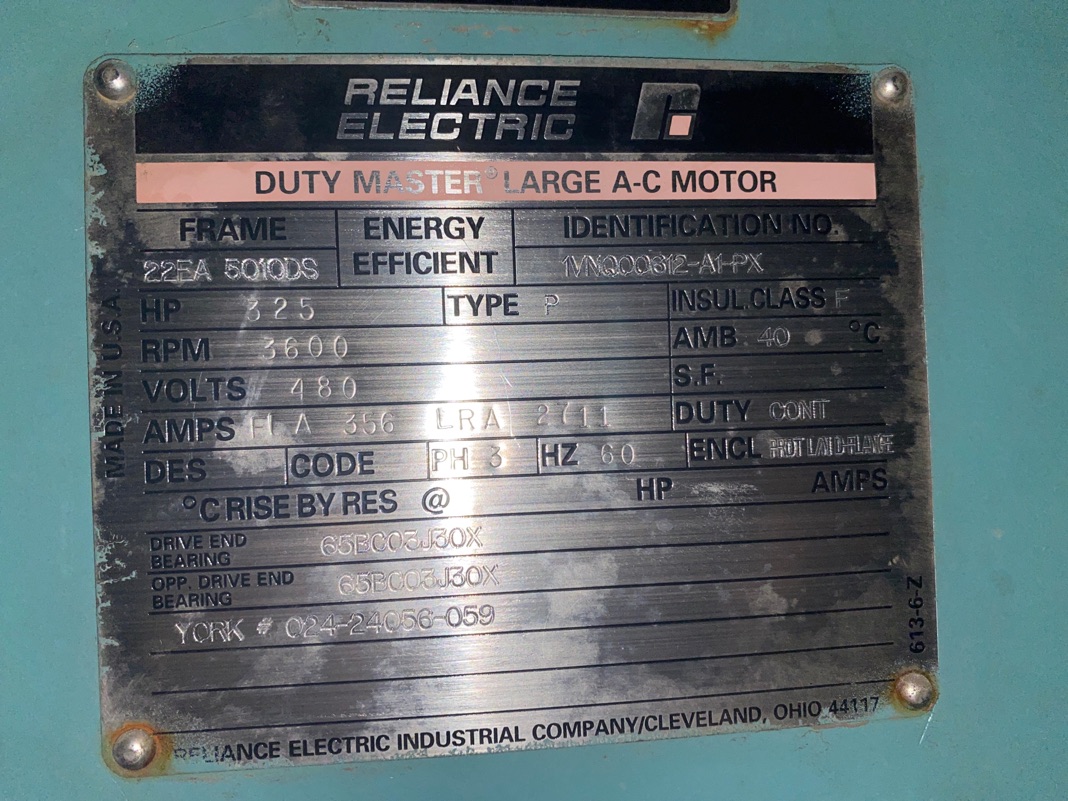 RELIANCE
ELECTRIC
DUTY MASTER® LARGE A-C MOTOR
FRAME ENERGY EFFICIENT IDENTIFICATION NO.
22FA 5010DS 1VNQ00612-A1-PX
HP 325 TYPE P INSUL.CLASS F
RPM 3600 AMB 40 °C
VOLTS 480 S.F.
AMPS FLA 356 LRA 2711 DUTY CONT
DES CODE PH 3 HZ 60 ENCL PROT
°C RISE BY RES @ HP AMPS
DRIVE END BEARING 65BC03J30X
OPP. DRIVE END BEARING 65BC03J30X
YORK # 024-24056-059
RELIANCE ELECTRIC INDUSTRIAL COMPANY/CLEVELAND, OHIO 44117
MADE IN U.S.A.
613-6-Z